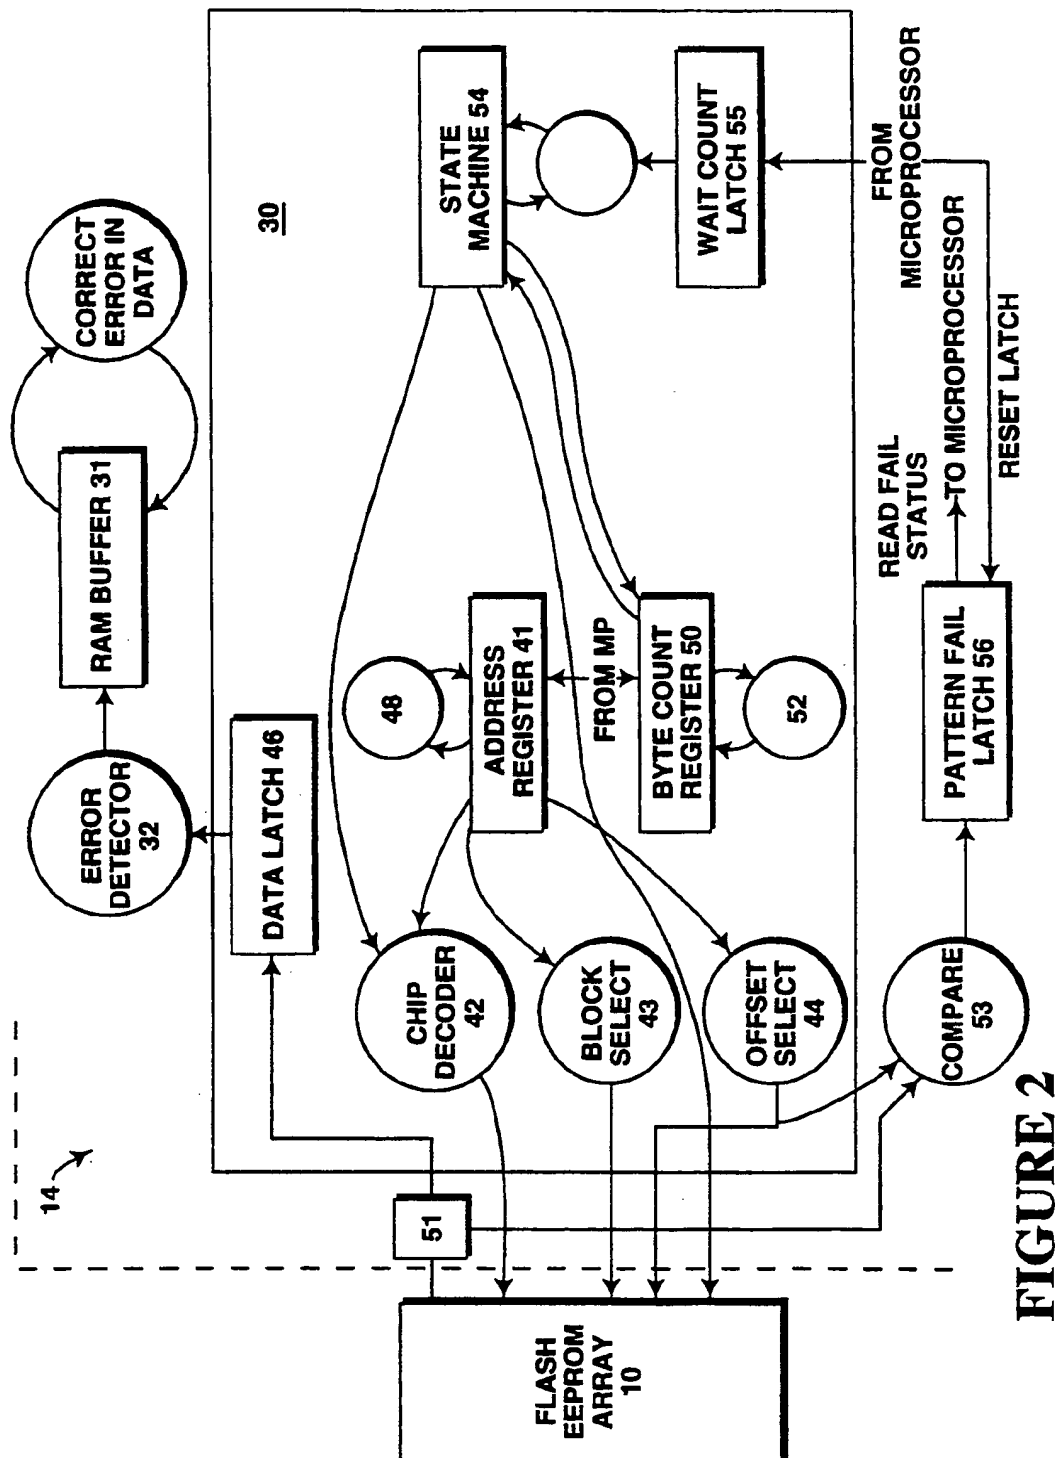 14
FLASH
EEPROM
ARRAY
10
51
CORRECT
ERROR IN
DATA
RAM BUFFER 31
ERROR
DETECTOR
32
30
DATA LATCH 46
STATE
MACHINE 54
WAIT COUNT
LATCH 55
48
ADDRESS
REGISTER 41
FROM MP
BYTE COUNT
REGISTER 50
52
CHIP
DECODER
42
BLOCK
SELECT
43
OFFSET
SELECT
44
COMPARE
53
PATTERN FAIL
LATCH 56
READ FAIL
STATUS
TO MICROPROCESSOR
FROM
MICROPROCESSOR
RESET LATCH
FIGURE 2